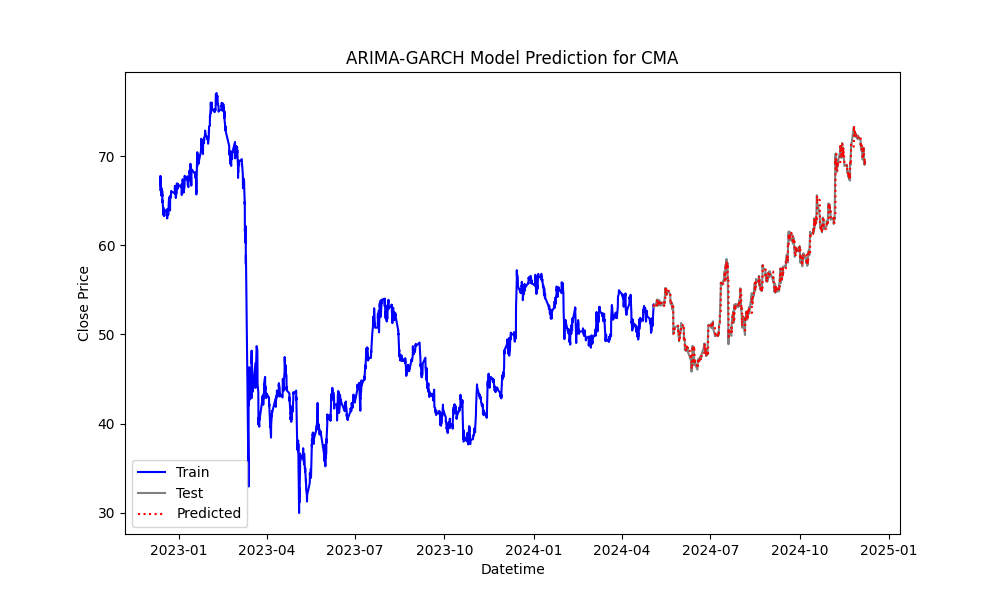 ARIMA-GARCH Model Prediction for CMA
Close Price
70
60
50
40
30
Train
Test
Predicted
2023-01 2023-04 2023-07 2023-10 2024-01 2024-04 2024-07 2024-10 2025-01
Datetime